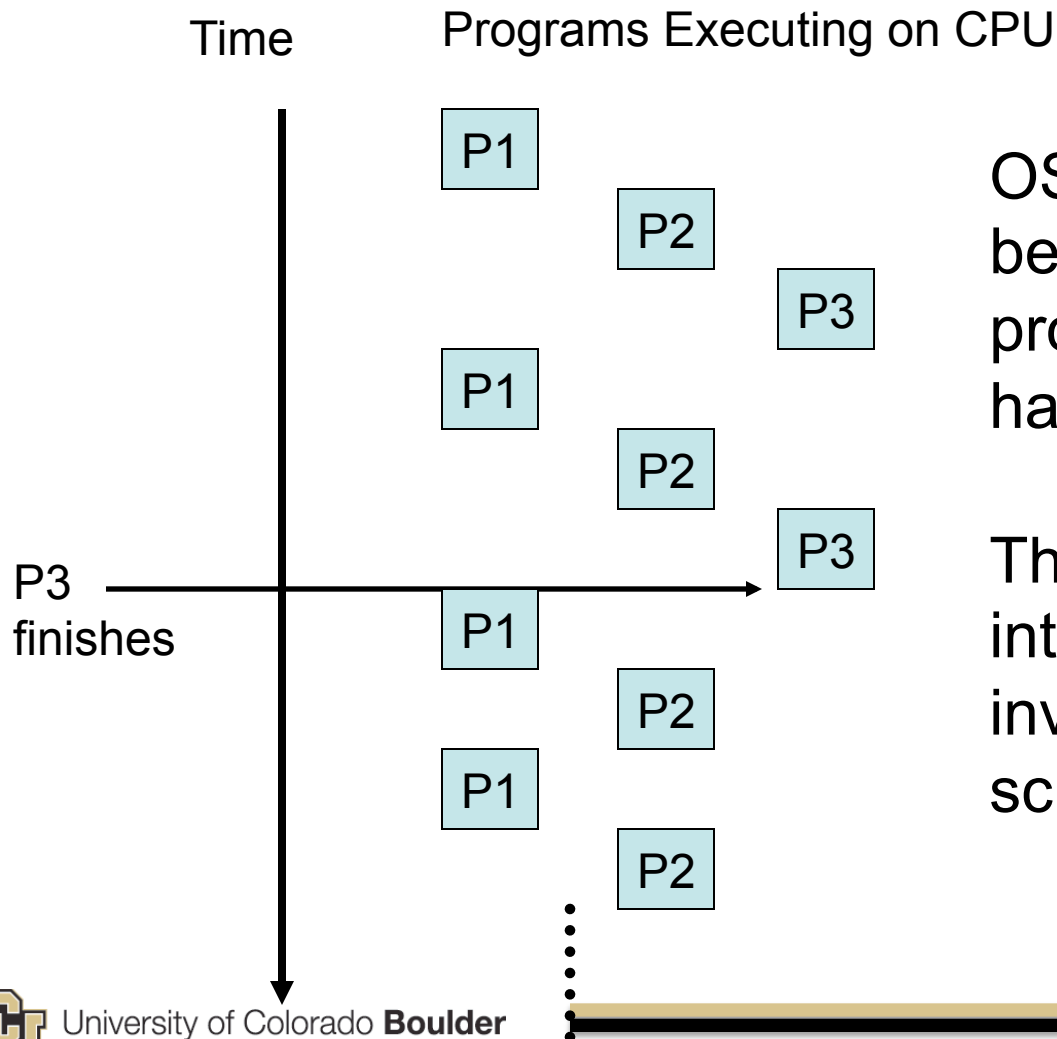 Time
Programs Executing on CPU
P1
P2
P3
P1
P2
P3
P3
finishes
P1
P2
P1
P2
University of Colorado Boulder